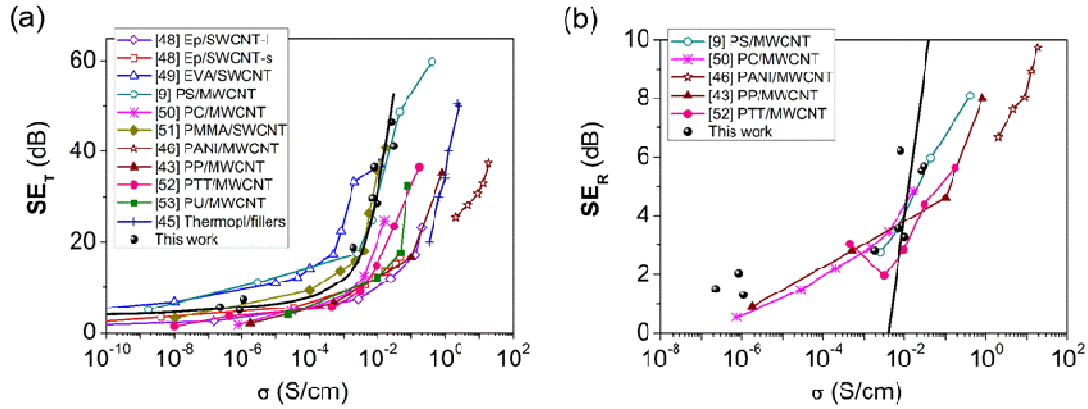 (a)
[48] Ep/SWCNT-l
[48] Ep/SWCNT-s
[49] EVA/SWCNT
[9] PS/MWCNT
[50] PC/MWCNT
[51] PMMA/SWCNT
[46] PANI/MWCNT
[43] PP/MWCNT
[52] PTT/MWCNT
[53] PU/MWCNT
[45] Thermopl/fillers
This work
60
40
20
0
SE_T (dB)
10^-10 10^-8 10^-6 10^-4 10^-2 10^0 10^2
σ (S/cm)
(b)
[9] PS/MWCNT
[50] PC/MWCNT
[46] PANI/MWCNT
[43] PP/MWCNT
[52] PTT/MWCNT
This work
10
8
6
4
2
0
SE_R (dB)
10^-8 10^-6 10^-4 10^-2 10^0 10^2
σ (S/cm)